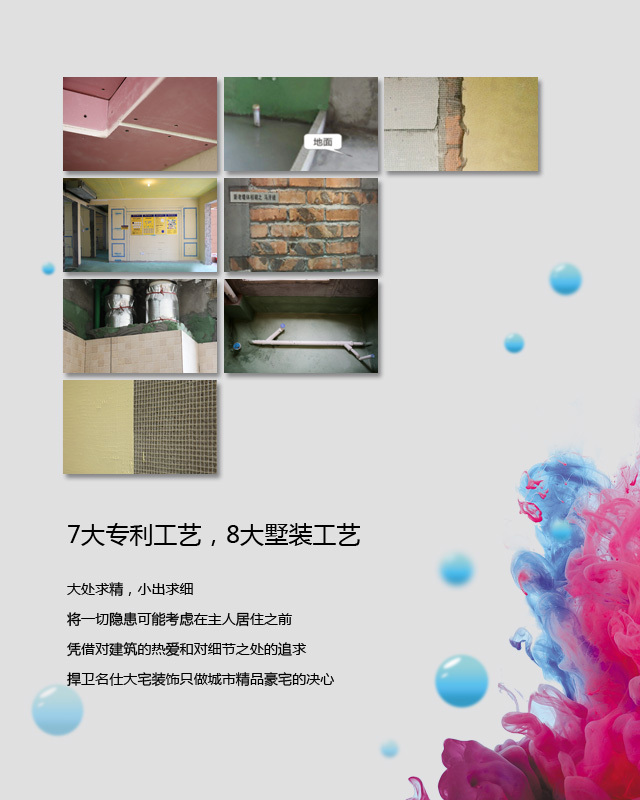 地面
7大专利工艺，8大墅装工艺
大处求精，小出求细
将一切隐患可能考虑在主人居住之前
凭借对建筑的热爱和对细节之处的追求
捍卫名仕大宅装饰只做城市精品豪宅的决心